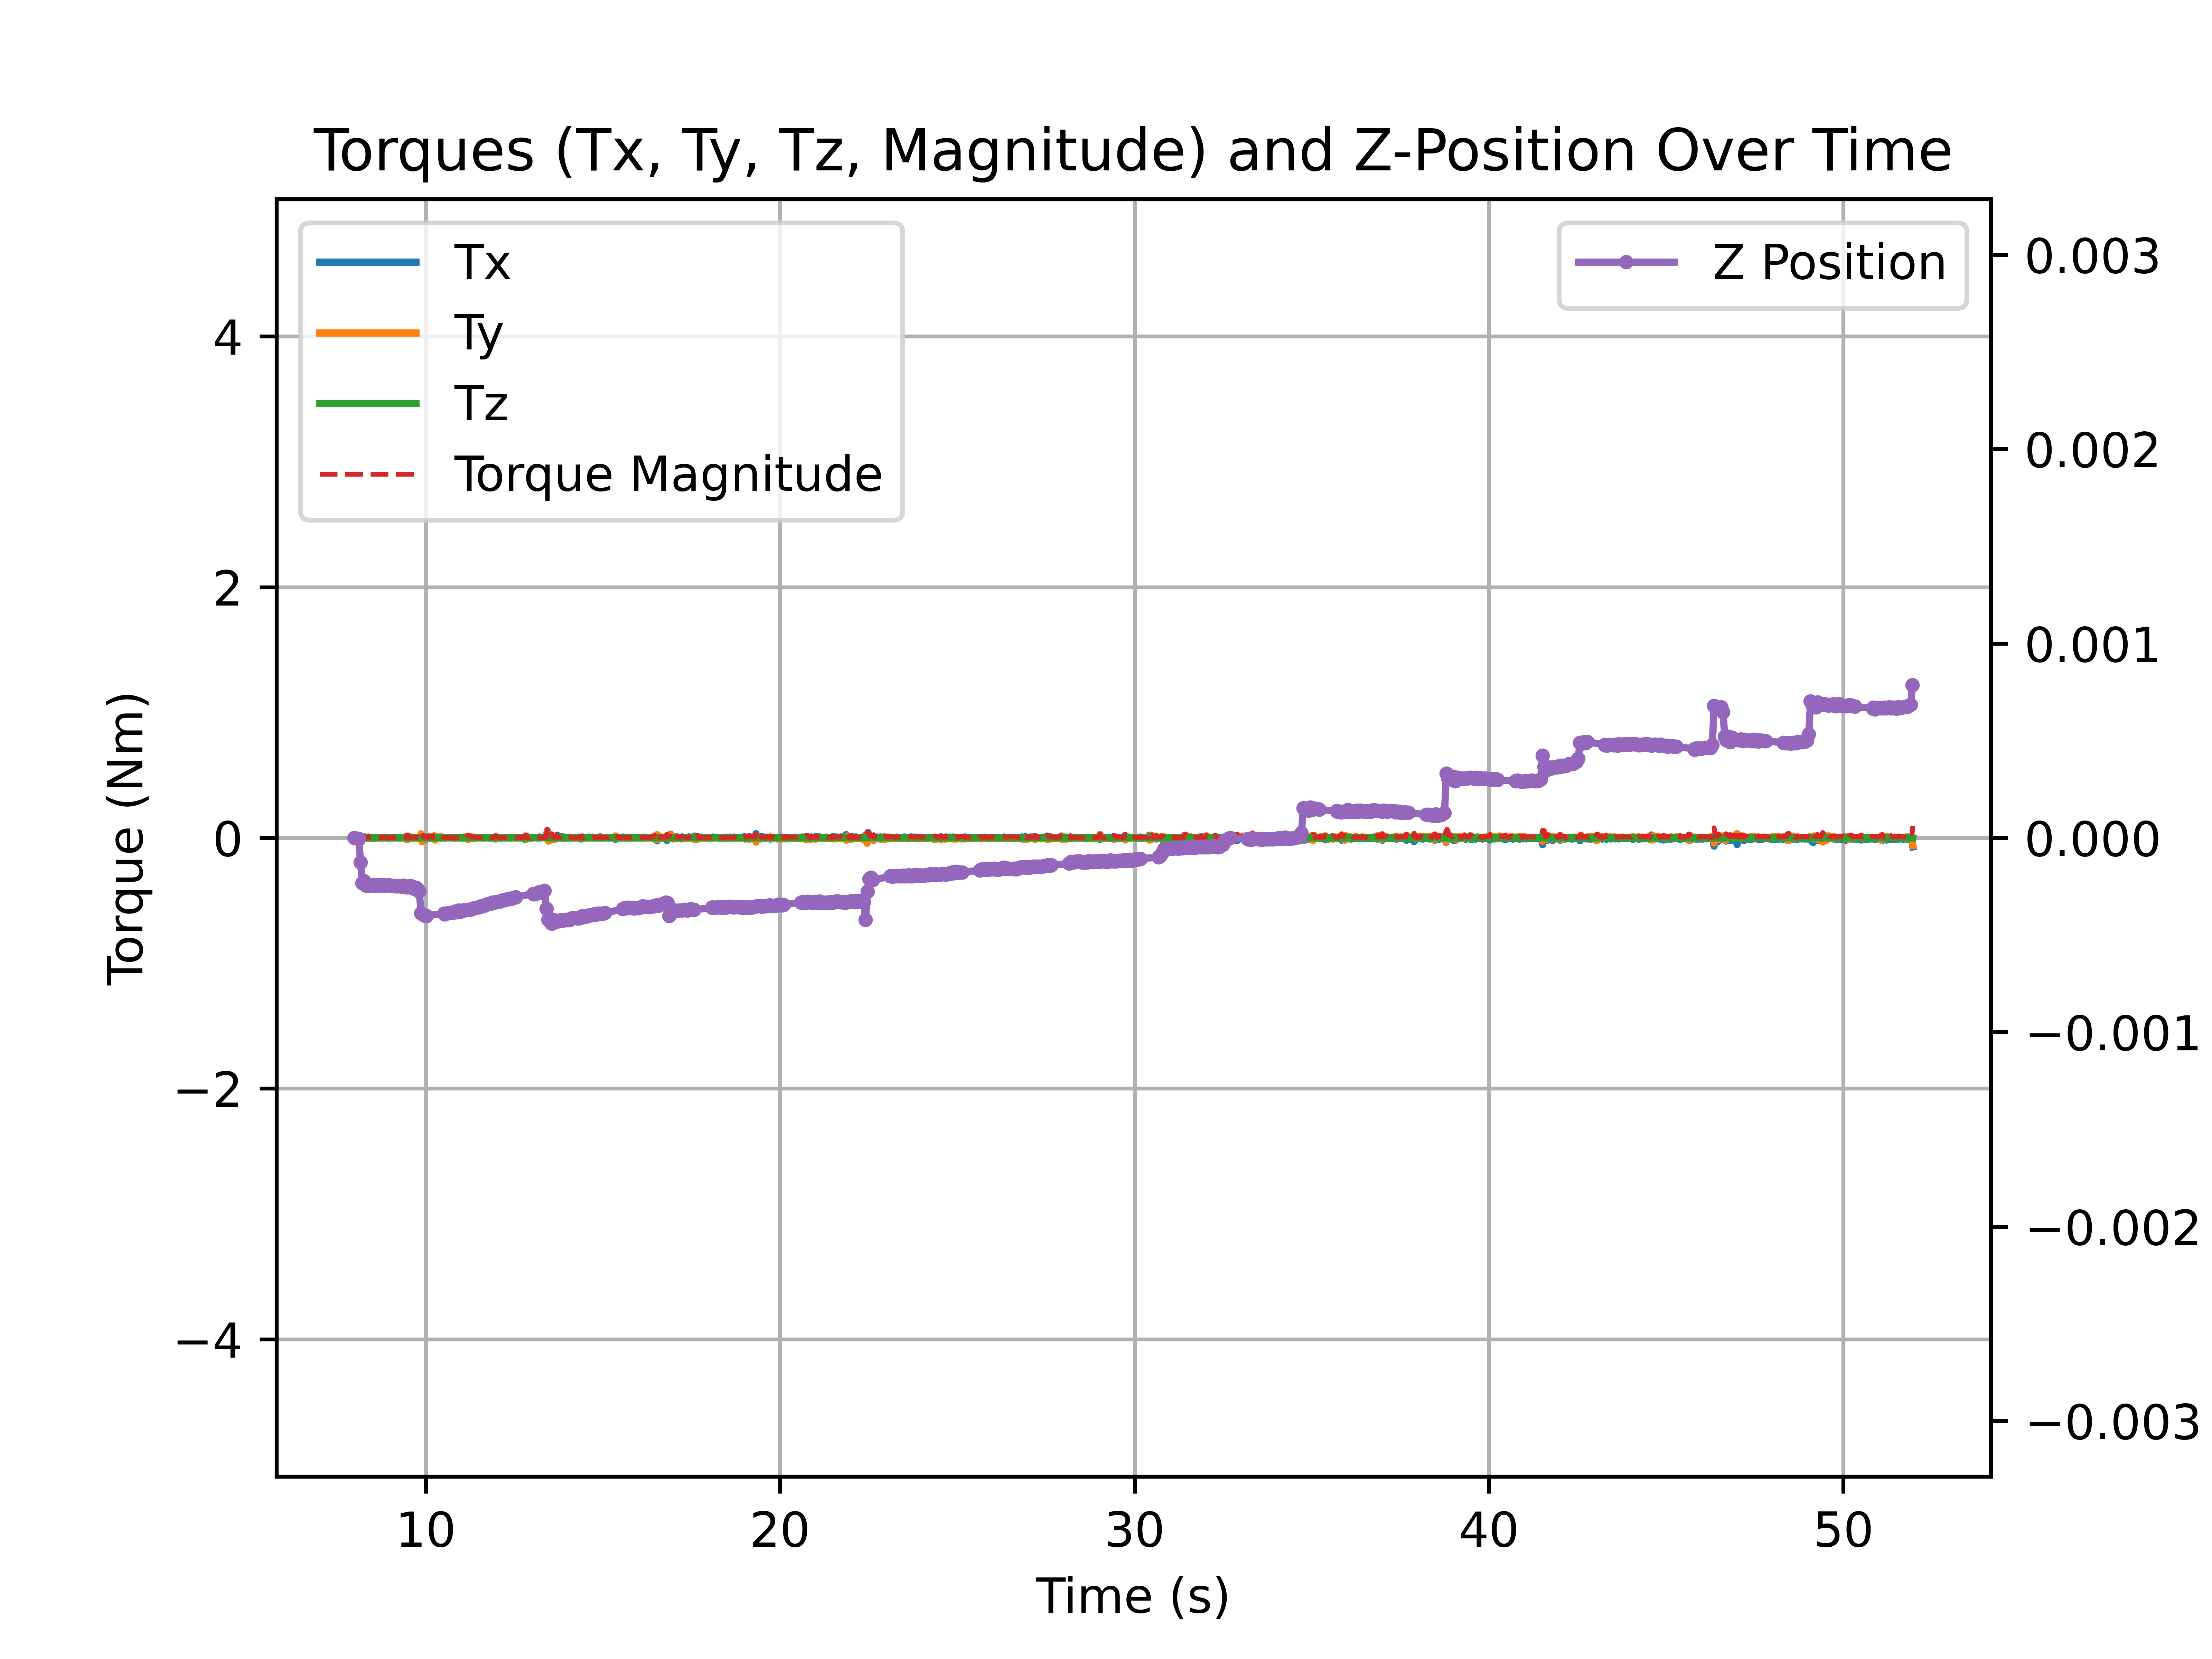 Torques (Tx, Ty, Tz, Magnitude) and Z-Position Over Time
Tx
Ty
Tz
Torque Magnitude
Z Position
Torque (Nm)
4
2
0
−2
−4
0.003
0.002
0.001
0.000
−0.001
−0.002
−0.003
10
20
30
40
50
Time (s)